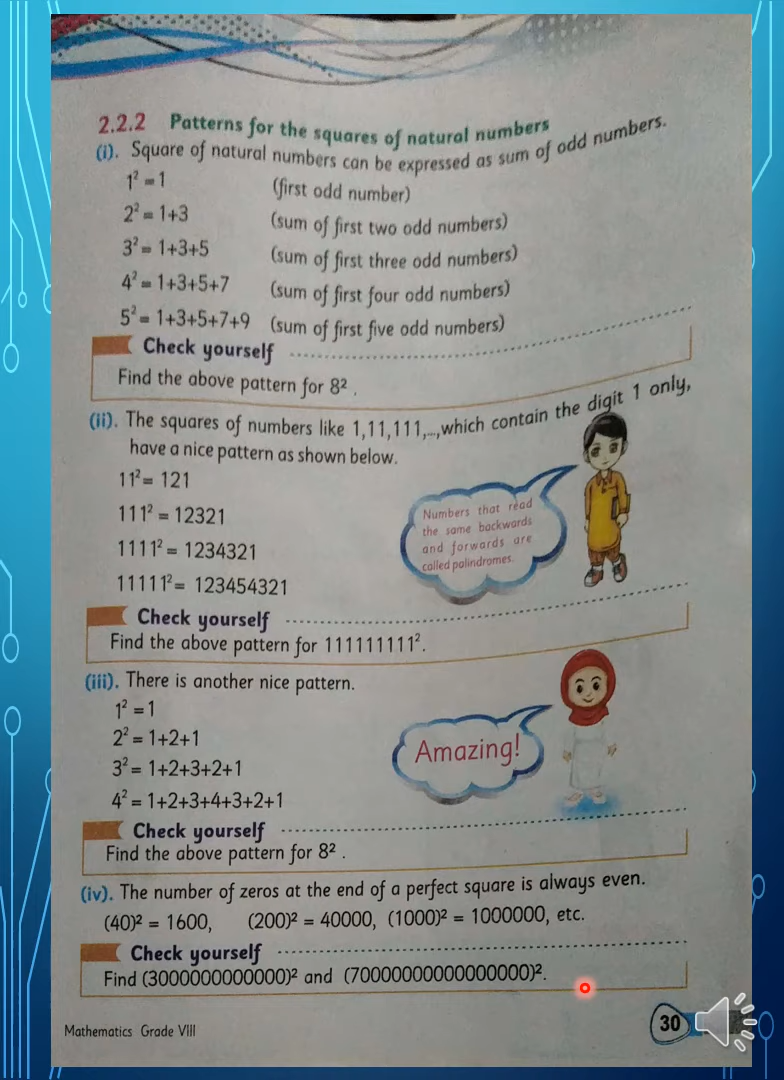 2.2.2 Patterns for the squares of natural numbers
(i). Square of natural numbers can be expressed as sum of odd numbers.
1² = 1 (first odd number)
2² = 1+3 (sum of first two odd numbers)
3² = 1+3+5 (sum of first three odd numbers)
4² = 1+3+5+7 (sum of first four odd numbers)
5² = 1+3+5+7+9 (sum of first five odd numbers)
Check yourself
Find the above pattern for 8² .
(ii). The squares of numbers like 1,11,111,...,which contain the digit 1 only,
have a nice pattern as shown below.
11² = 121
111² = 12321
1111² = 1234321
11111² = 123454321
Numbers that read
the same backwards
and forwards are
called palindromes.
Check yourself
Find the above pattern for 111111111².
(iii). There is another nice pattern.
1² = 1
2² = 1+2+1
3² = 1+2+3+2+1
4² = 1+2+3+4+3+2+1
Amazing!
Check yourself
Find the above pattern for 8² .
(iv). The number of zeros at the end of a perfect square is always even.
(40)² = 1600, (200)² = 40000, (1000)² = 1000000, etc.
Check yourself
Find (3000000000000)² and (70000000000000000)².
Mathematics Grade VIII
30